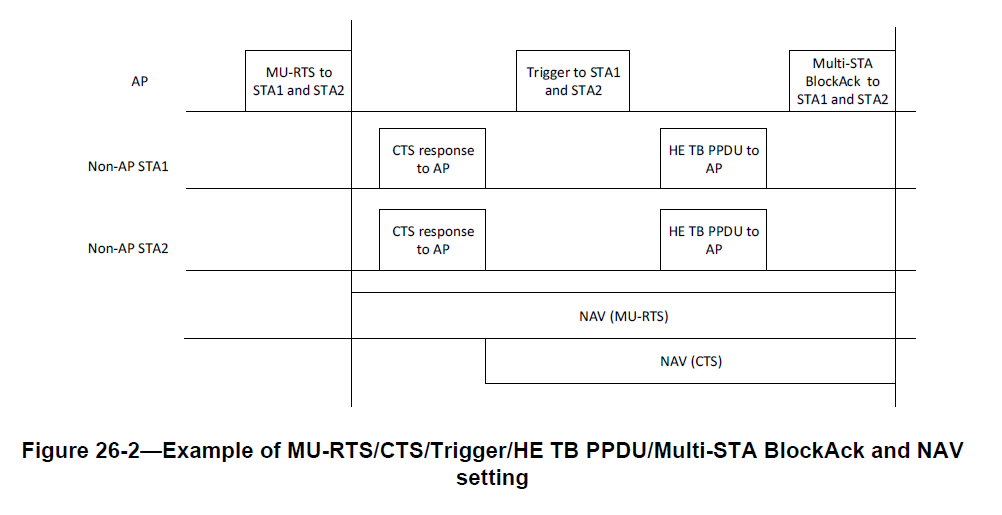 AP
MU-RTS to
STA1 and STA2
Trigger to STA1
and STA2
Multi-STA
BlockAck to
STA1 and STA2
Non-AP STA1
CTS response
to AP
HE TB PPDU to
AP
Non-AP STA2
CTS response
to AP
HE TB PPDU to
AP
NAV (MU-RTS)
NAV (CTS)
Figure 26-2—Example of MU-RTS/CTS/Trigger/HE TB PPDU/Multi-STA BlockAck and NAV
setting